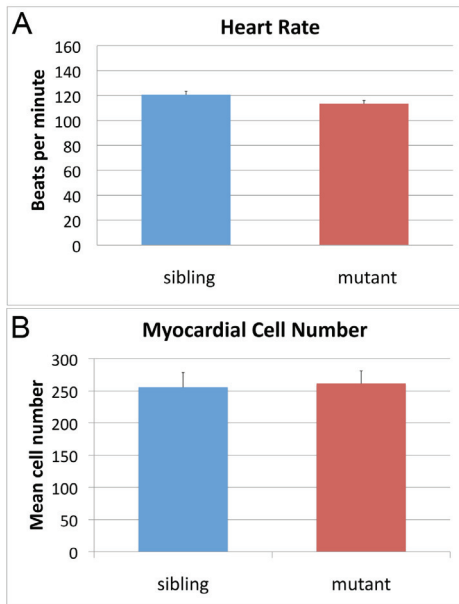 A
Heart Rate
Beats per minute
160
140
120
100
80
60
40
20
0
sibling mutant
B
Myocardial Cell Number
Mean cell number
300
250
200
150
100
50
0
sibling mutant